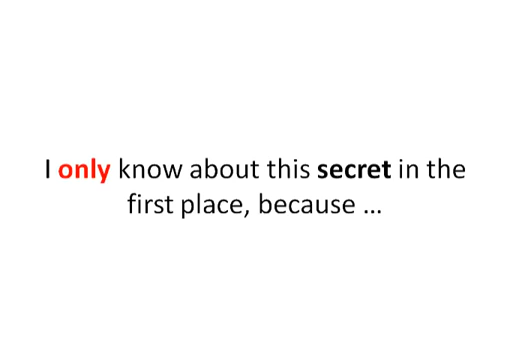 I only know about this secret in the
first place, because ...